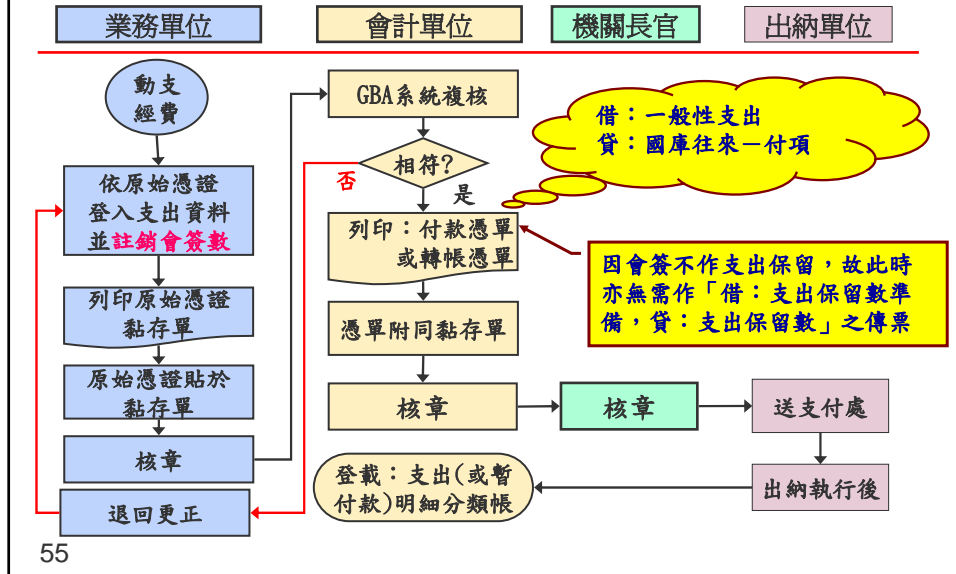 業務單位
會計單位
機關長官
出納單位
動支
經費
依原始憑證
登入支出資料
並註銷會簽數
列印原始憑證
黏存單
原始憑證貼於
黏存單
核章
退回更正
GBA系統複核
相符?
否
是
列印：付款憑單
或轉帳憑單
憑單附同黏存單
核章
登載：支出(或暫
付款)明細分類帳
借：一般性支出
貸：國庫往來－付項
因會簽不作支出保留，故此時
亦無需作「借：支出保留數準
備，貸：支出保留數」之傳票
核章
送支付處
出納執行後
55